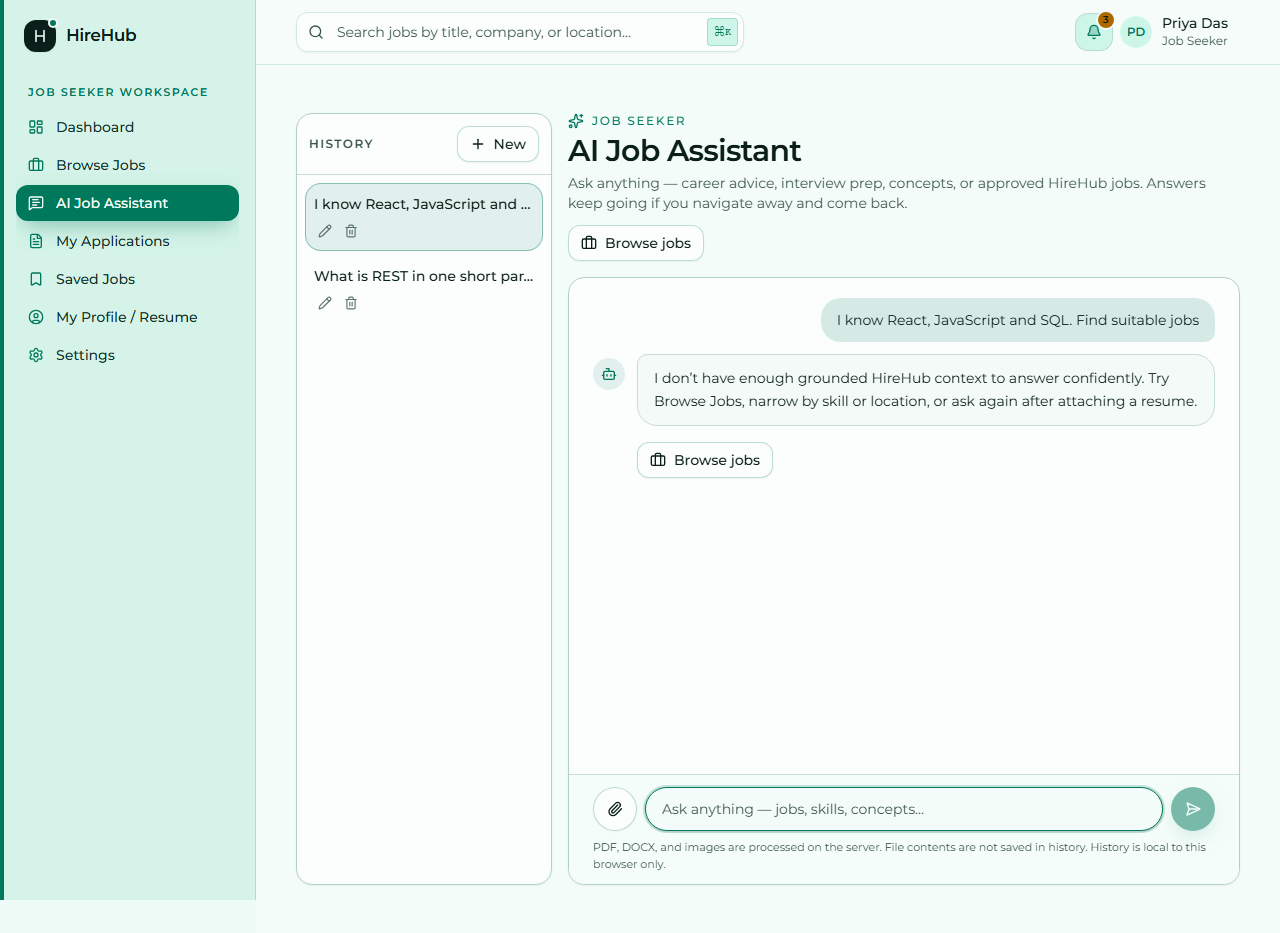 H HireHub
JOB SEEKER WORKSPACE
Dashboard
Browse Jobs
AI Job Assistant
My Applications
Saved Jobs
My Profile / Resume
Settings
Search jobs by title, company, or location... ⌘K
3
PD
Priya Das
Job Seeker
HISTORY
New
I know React, JavaScript and ...
What is REST in one short par...
JOB SEEKER
AI Job Assistant
Ask anything — career advice, interview prep, concepts, or approved HireHub jobs. Answers
keep going if you navigate away and come back.
Browse jobs
I know React, JavaScript and SQL. Find suitable jobs
I don’t have enough grounded HireHub context to answer confidently. Try
Browse Jobs, narrow by skill or location, or ask again after attaching a resume.
Browse jobs
Ask anything — jobs, skills, concepts...
PDF, DOCX, and images are processed on the server. File contents are not saved in history. History is local to this
browser only.